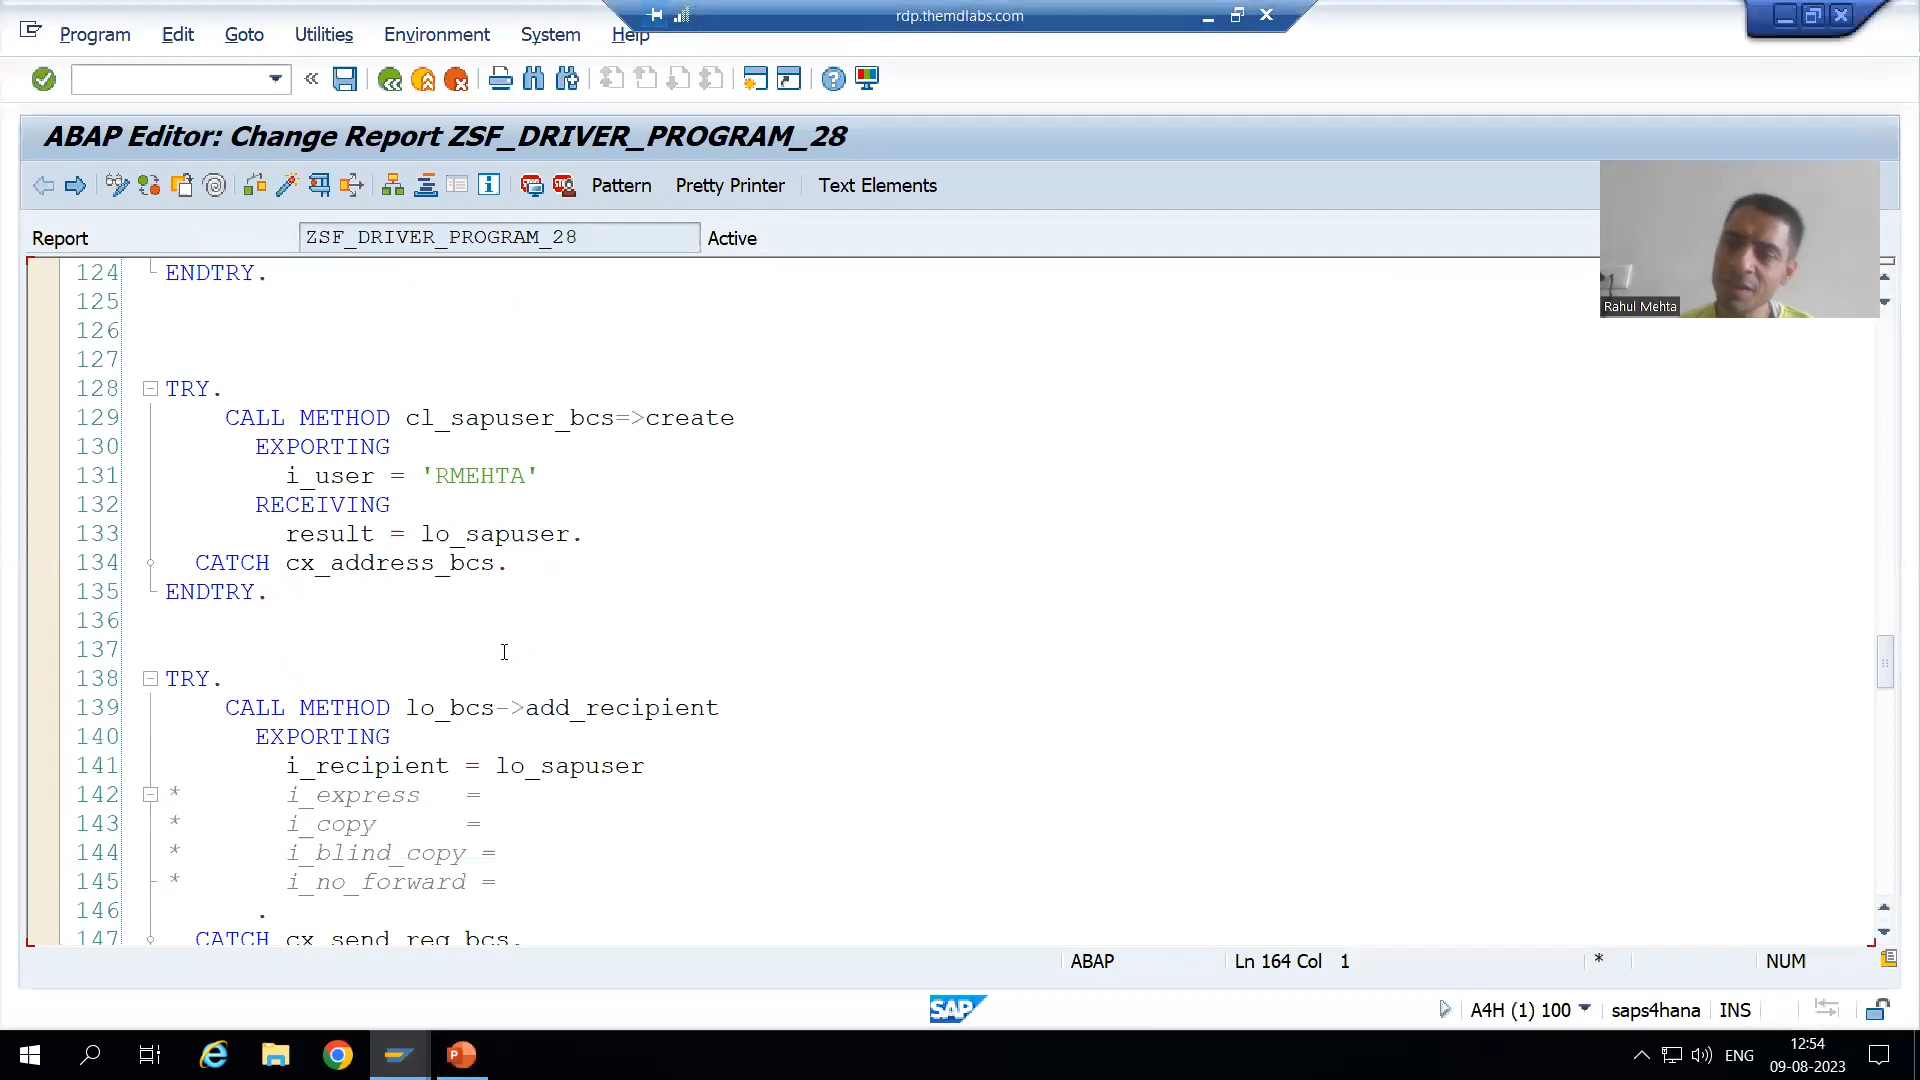 rdp.themdlabs.com
Program Edit Goto Utilities Environment System Help
ABAP Editor: Change Report ZSF_DRIVER_PROGRAM_28
Pattern Pretty Printer Text Elements
Report ZSF_DRIVER_PROGRAM_28 Active
Rahul Mehta
124 ENDTRY.
125
126
127
128 TRY.
129 CALL METHOD cl_sapuser_bcs=>create
130 EXPORTING
131 i_user = 'RMEHTA'
132 RECEIVING
133 result = lo_sapuser.
134 CATCH cx_address_bcs.
135 ENDTRY.
136
137
138 TRY.
139 CALL METHOD lo_bcs->add_recipient
140 EXPORTING
141 i_recipient = lo_sapuser
142 * i_express =
143 * i_copy =
144 * i_blind_copy =
145 * i_no_forward =
146 .
147 CATCH cx_send_req_bcs.
ABAP Ln 164 Col 1 * NUM
SAP A4H (1) 100 saps4hana INS
ENG 12:54
09-08-2023